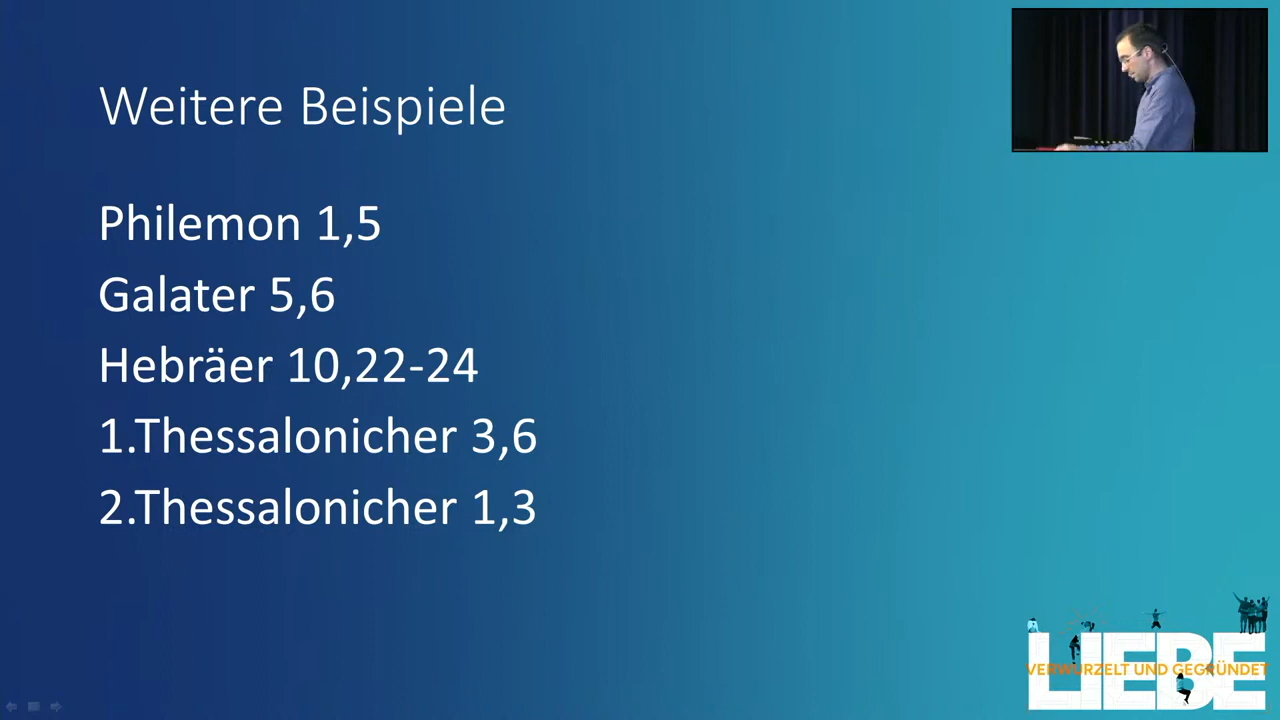 Weitere Beispiele
Philemon 1,5
Galater 5,6
Hebräer 10,22-24
1.Thessalonicher 3,6
2.Thessalonicher 1,3
LIEBE
VERWURZELT UND GEGRÜNDET